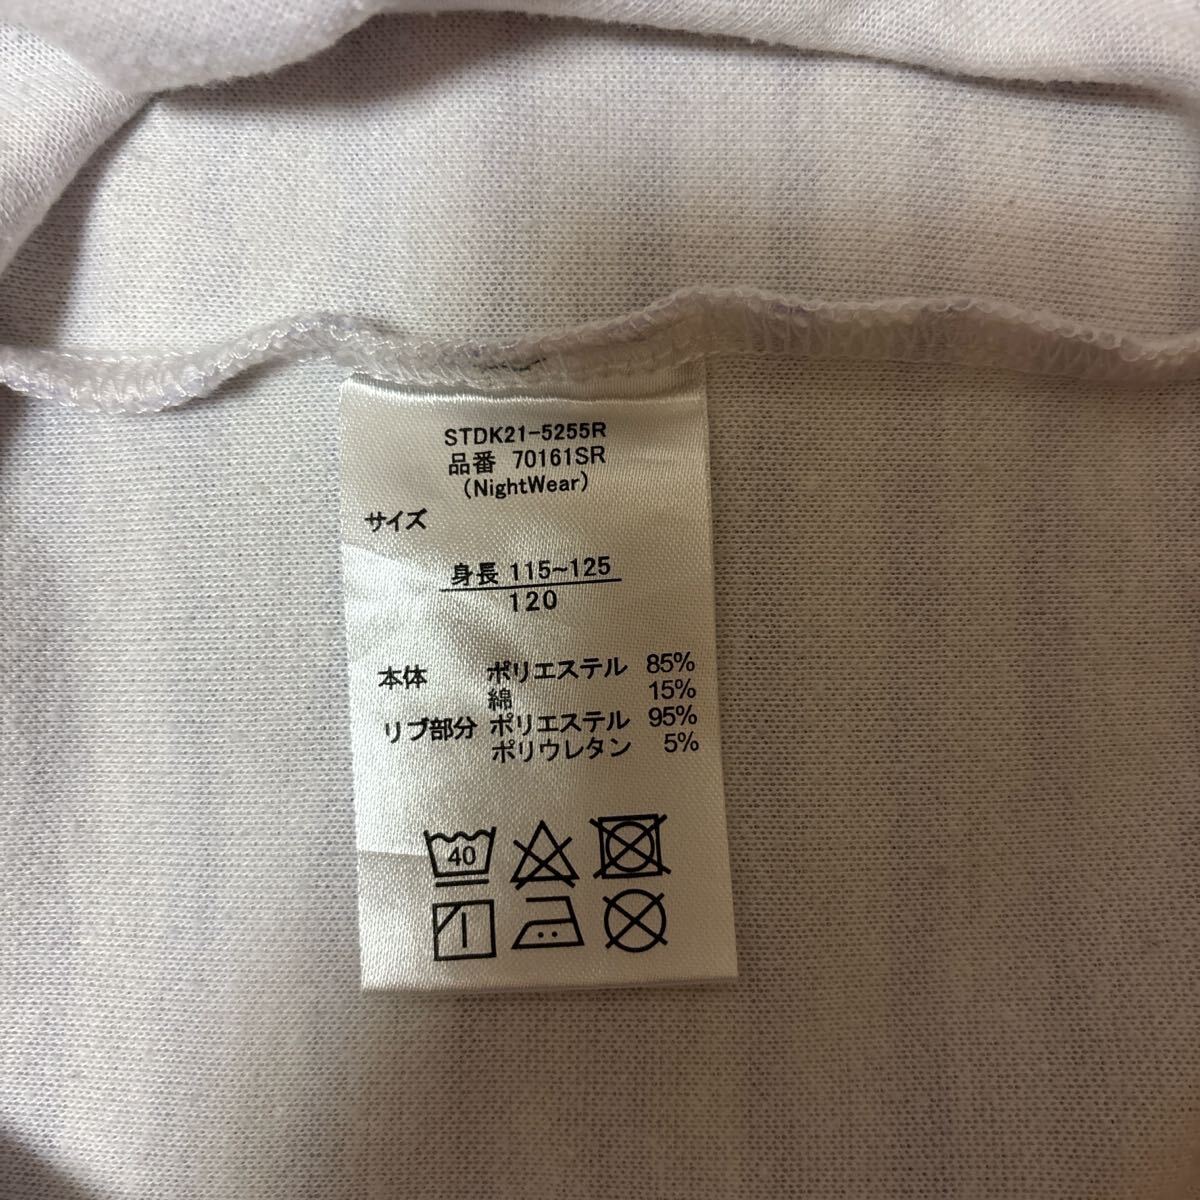 STDK21-5255R
品番 70161SR
(NightWear)
サイズ
身長 115~125
120
本体 ポリエステル 85%
綿 15%
リブ部分 ポリエステル 95%
ポリウレタン 5%
40